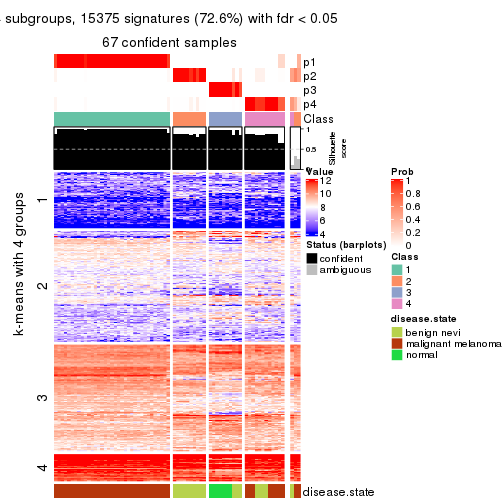 subgroups, 15375 signatures (72.6%) with fdr < 0.05
67 confident samples
p1
p2
p3
p4
Class
1
0.5
0
Silhouette
score
k-means with 4 groups
1
2
3
4
disease.state
Value
12
10
8
6
4
Status (barplots)
confident
ambiguous
Prob
1
0.8
0.6
0.4
0.2
0
Class
1
2
3
4
disease.state
benign nevi
malignant melanoma
normal